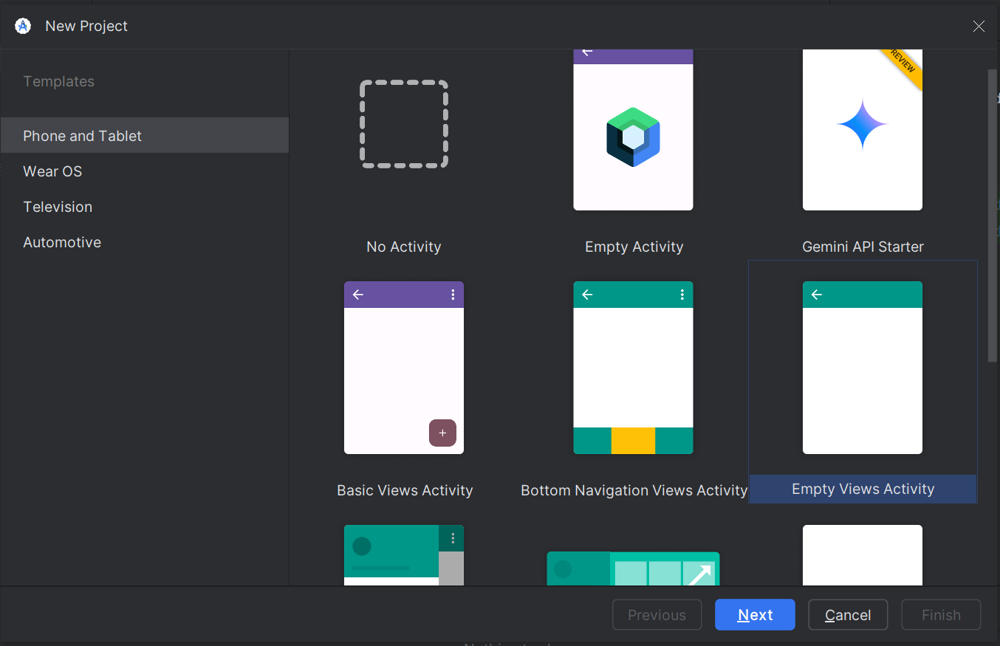 New Project
Templates
Phone and Tablet
Wear OS
Television
Automotive
No Activity
Empty Activity
Gemini API Starter
Basic Views Activity
Bottom Navigation Views Activity
Empty Views Activity
Previous
Next
Cancel
Finish